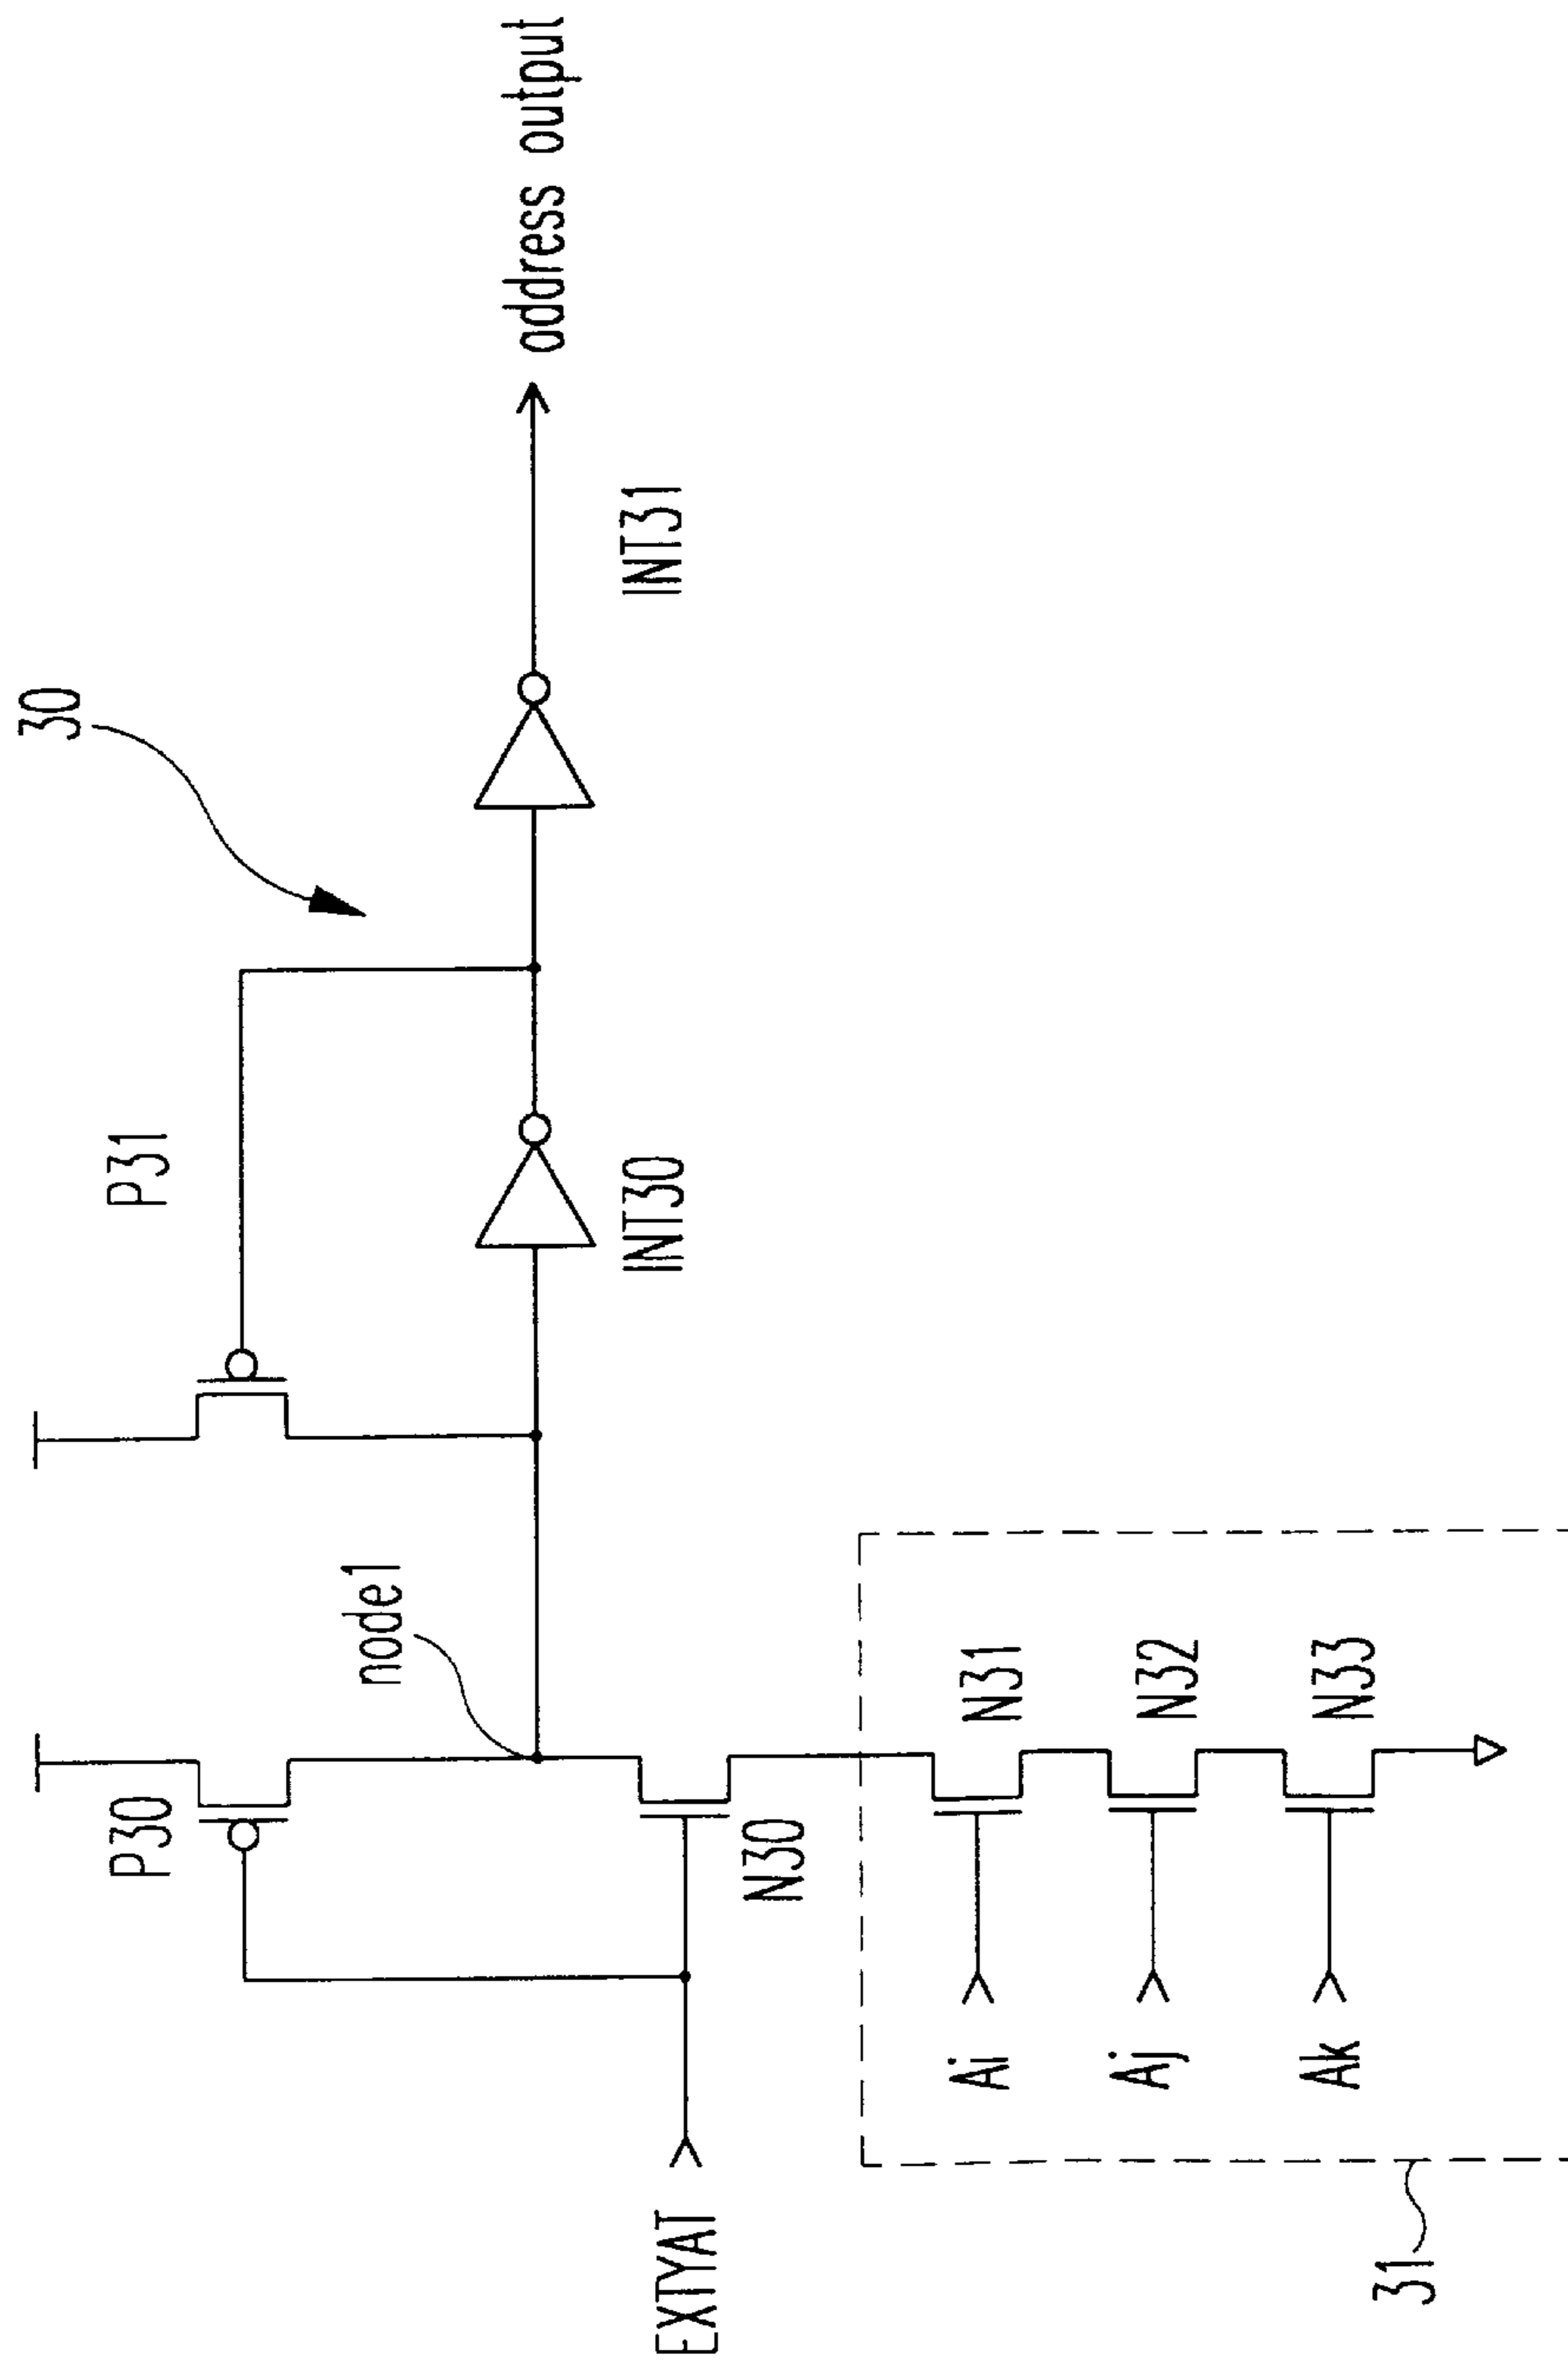 30
P30
P31
node1
address output
INT30
INT31
EXTYAT
N30
Ai
N31
Aj
N32
Ak
N33
31